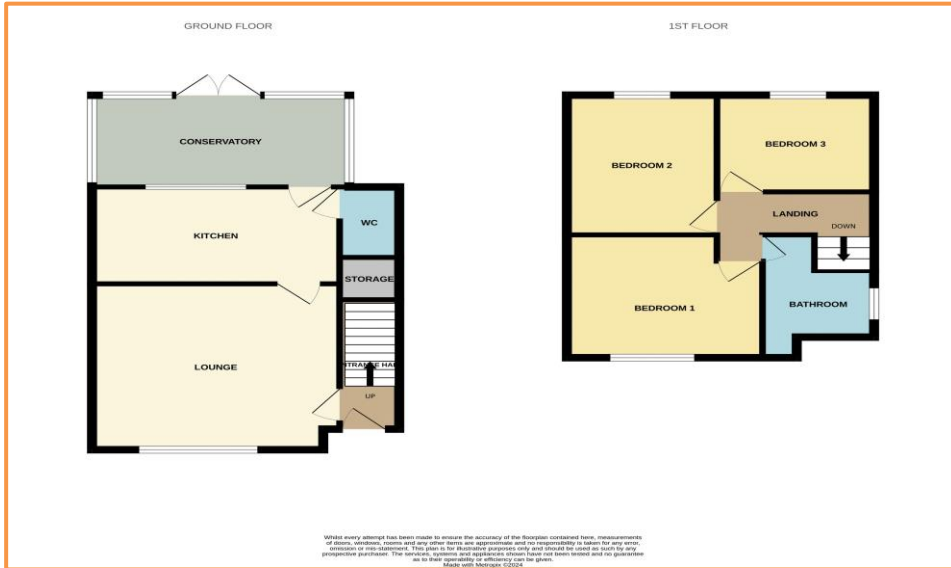 GROUND FLOOR
CONSERVATORY
KITCHEN
WC
STORAGE
LOUNGE
ENTRANCE HALL
UP
1ST FLOOR
BEDROOM 2
BEDROOM 3
LANDING
DOWN
BEDROOM 1
BATHROOM
Whilst every attempt has been made to ensure the accuracy of the floorplan contained here, measurements
of doors, windows, rooms and any other items are approximate and no responsibility is taken for any error,
omission or mis-statement. This plan is for illustrative purposes only and should be used as such by any
prospective purchaser. The services, systems and appliances shown have not been tested and no guarantee
as to their operability or efficiency can be given.
Made with Metropix ©2024